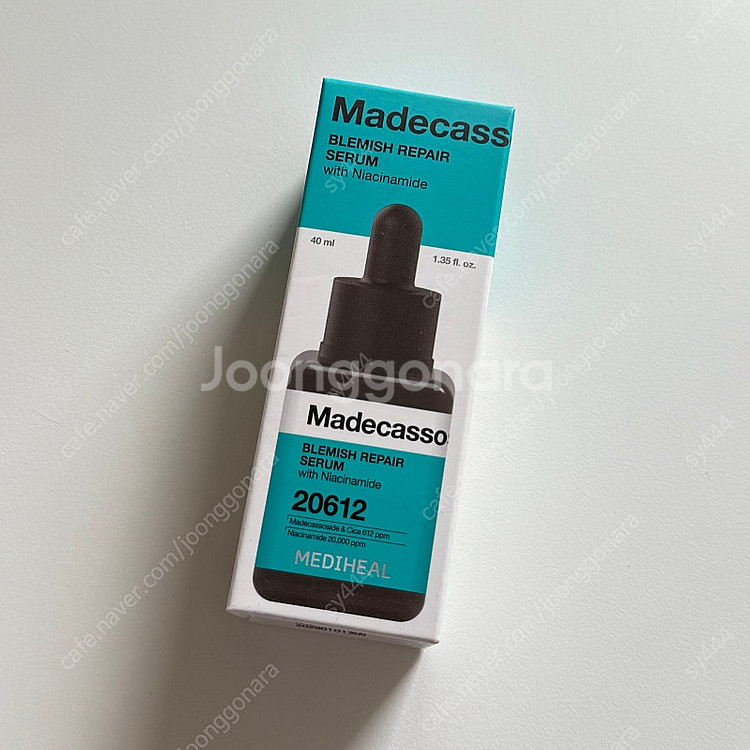 Madecass
BLEMISH REPAIR
SERUM
with Niacinamide
40 ml
1.35 fl. oz.
Joonggonara
Madecasso
BLEMISH REPAIR
SERUM
with Niacinamide
20612
Madecassoside & Cica 612 ppm
Niacinamide 20,000 ppm
MEDIHEAL
cafe.naver.com/joonggonara
sy444